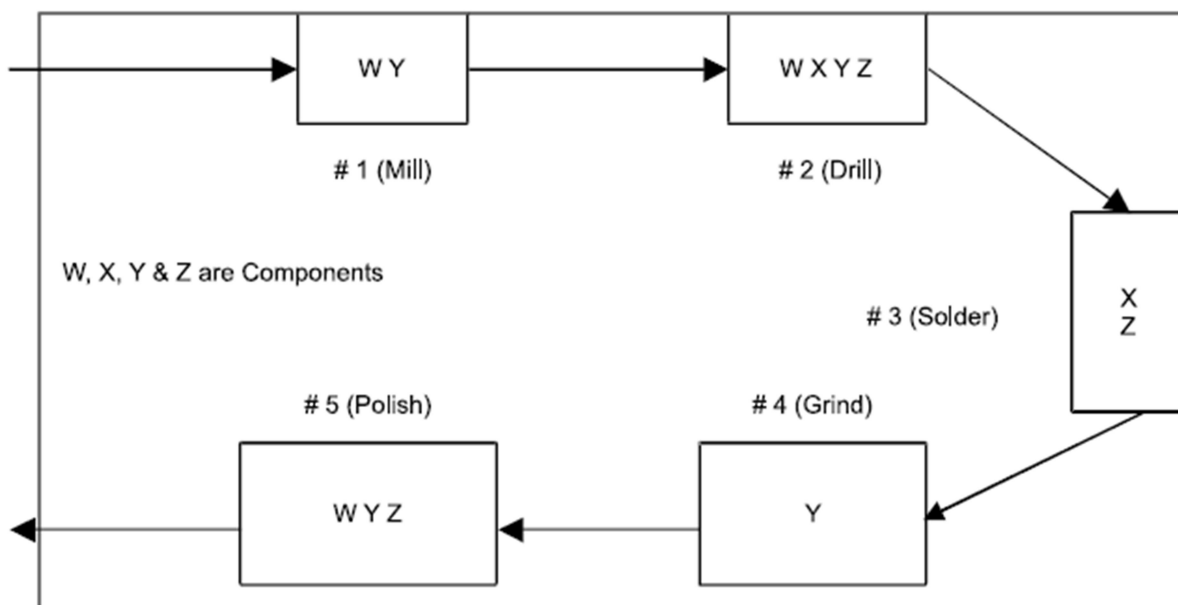 W Y
W X Y Z
# 1 (Mill)
# 2 (Drill)
W, X, Y & Z are Components
# 3 (Solder)
X
Z
# 5 (Polish)
# 4 (Grind)
W Y Z
Y